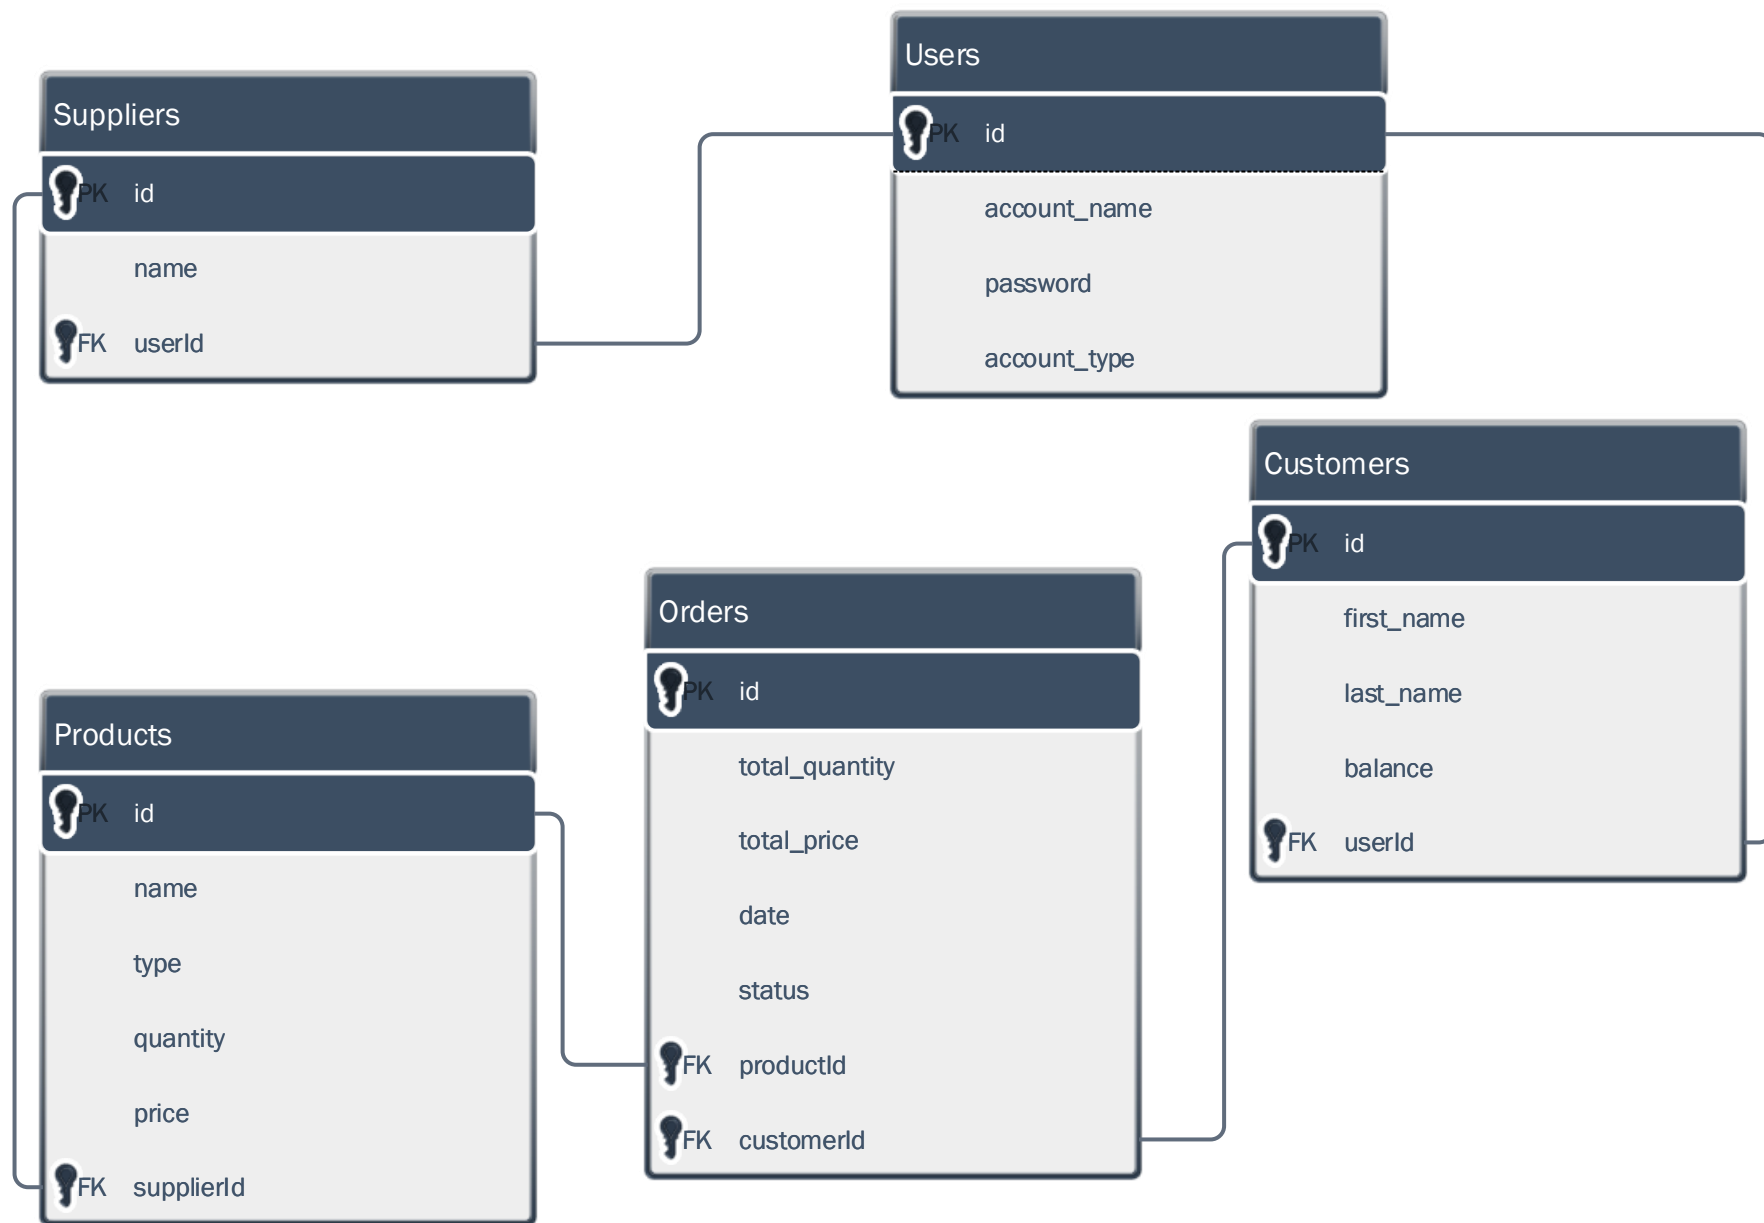 Suppliers
PK id
name
FK userId
Users
PK id
account_name
password
account_type
Customers
PK id
first_name
last_name
balance
FK userId
Orders
PK id
total_quantity
total_price
date
status
FK productId
FK customerId
Products
PK id
name
type
quantity
price
FK supplierId